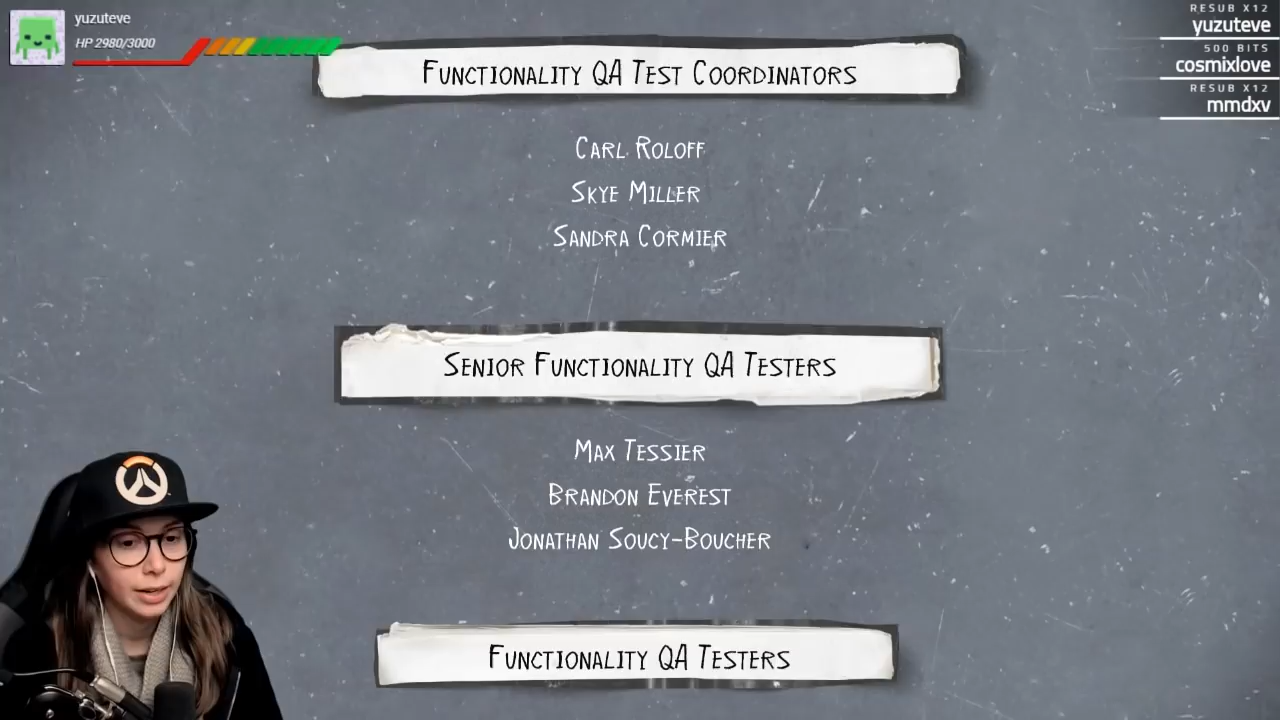 yuzuteve
HP 2980/3000
RESUB X12
yuzuteve
500 BITS
cosmixlove
RESUB X12
mmdxv
FUNCTIONALITY QA TEST COORDINATORS
CARL ROLOFF
SKYE MILLER
SANDRA CORMIER
SENIOR FUNCTIONALITY QA TESTERS
MAX TESSIER
BRANDON EVEREST
JONATHAN SOUCY-BOUCHER
FUNCTIONALITY QA TESTERS